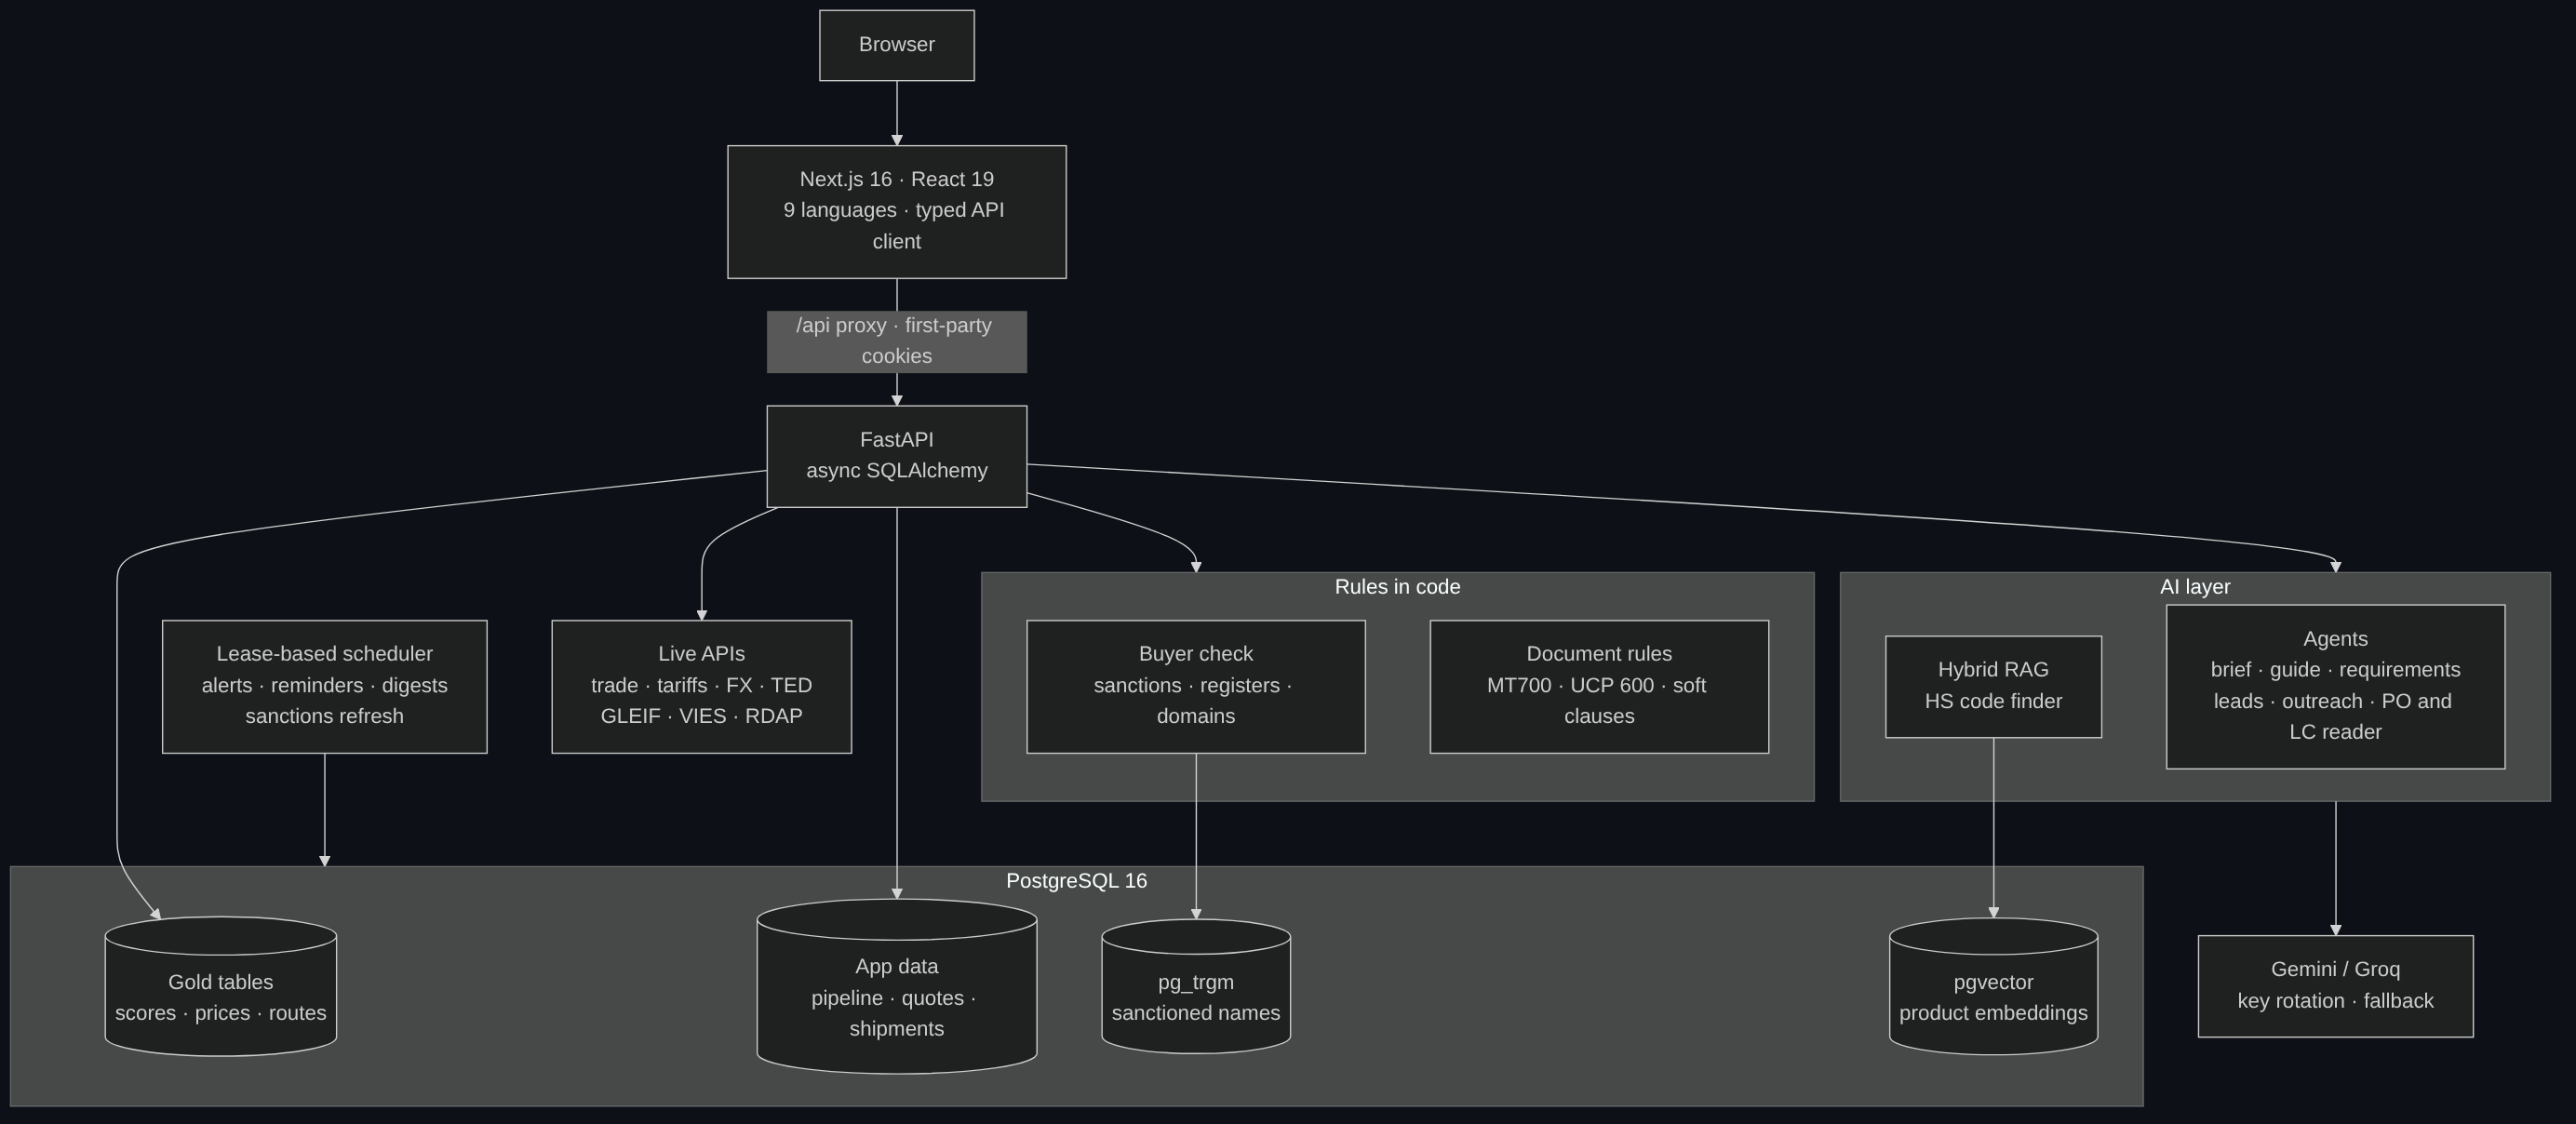 Browser
Next.js 16 · React 19
9 languages · typed API
client
/api proxy · first-party
cookies
FastAPI
async SQLAlchemy
Rules in code
AI layer
Lease-based scheduler
alerts · reminders · digests
sanctions refresh
Live APIs
trade · tariffs · FX · TED
GLEIF · VIES · RDAP
Buyer check
sanctions · registers ·
domains
Document rules
MT700 · UCP 600 · soft
clauses
Hybrid RAG
HS code finder
Agents
brief · guide · requirements
leads · outreach · PO and
LC reader
PostgreSQL 16
Gold tables
scores · prices · routes
App data
pipeline · quotes ·
shipments
pg_trgm
sanctioned names
pgvector
product embeddings
Gemini / Groq
key rotation · fallback